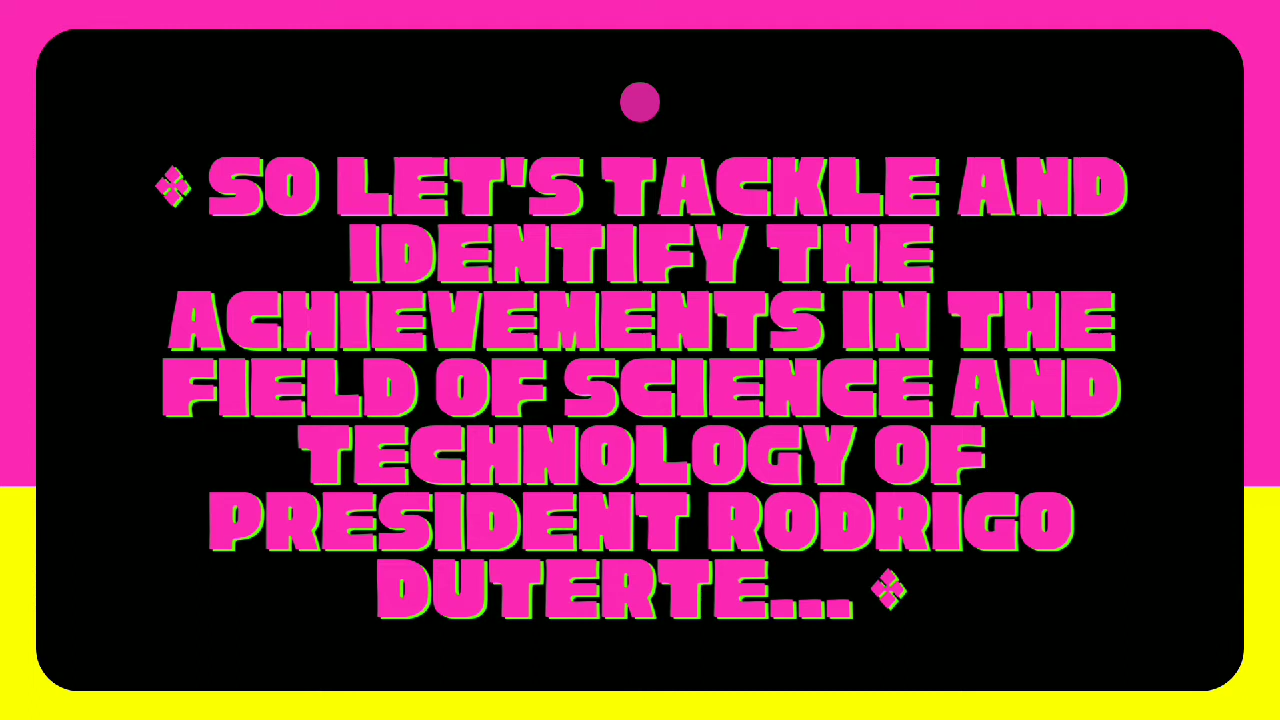 ❖ SO LET'S TACKLE AND
IDENTIFY THE
ACHIEVEMENTS IN THE
FIELD OF SCIENCE AND
TECHNOLOGY OF
PRESIDENT RODRIGO
DUTERTE... ❖